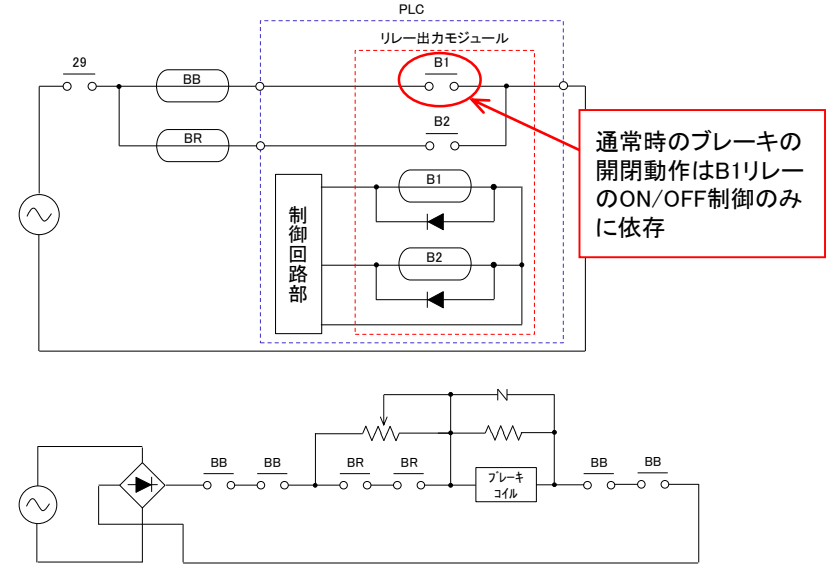 PLC
リレー出力モジュール
29
BB
B1
BR
B2
通常時のブレーキの
開閉動作はB1リレー
のON/OFF制御のみ
に依存
制御回路部
B1
B2
BB
BB
BR
BR
ブレーキ
コイル
BB
BB